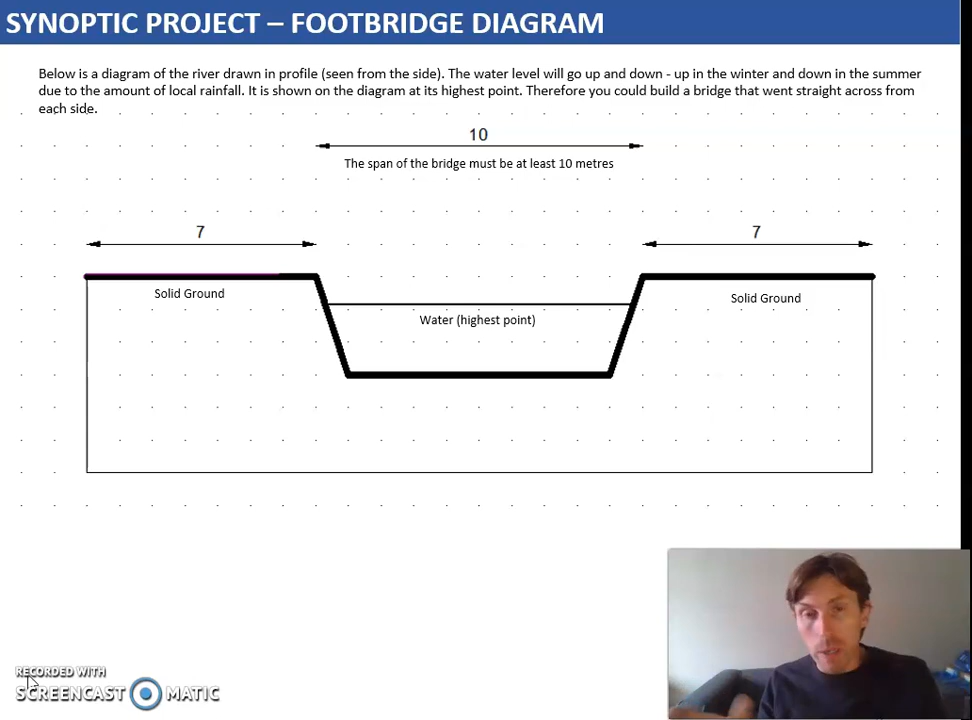 SYNOPTIC PROJECT – FOOTBRIDGE DIAGRAM
Below is a diagram of the river drawn in profile (seen from the side). The water level will go up and down - up in the winter and down in the summer
due to the amount of local rainfall. It is shown on the diagram at its highest point. Therefore you could build a bridge that went straight across from
each side.
10
The span of the bridge must be at least 10 metres
7
7
Solid Ground
Solid Ground
Water (highest point)
RECORDED WITH
SCREENCAST MATIC